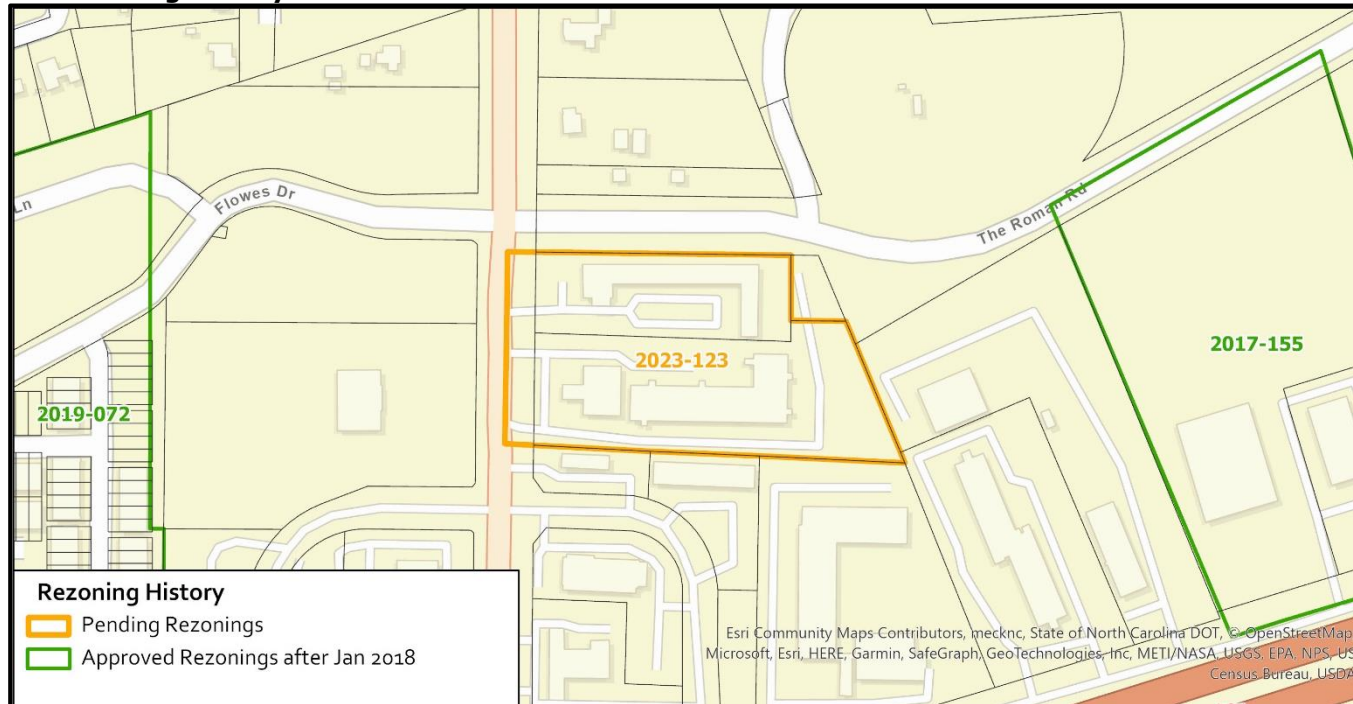 Flowes Dr
Ln
The Roman Rd
2023-123
2017-155
2019-072
Rezoning History
Pending Rezonings
Approved Rezonings after Jan 2018
Esri Community Maps Contributors, mecknc, State of North Carolina DOT, © OpenStreetMap
Microsoft, Esri, HERE, Garmin, SafeGraph, GeoTechnologies, Inc, METI/NASA, USGS, EPA, NPS, US
Census Bureau, USDA